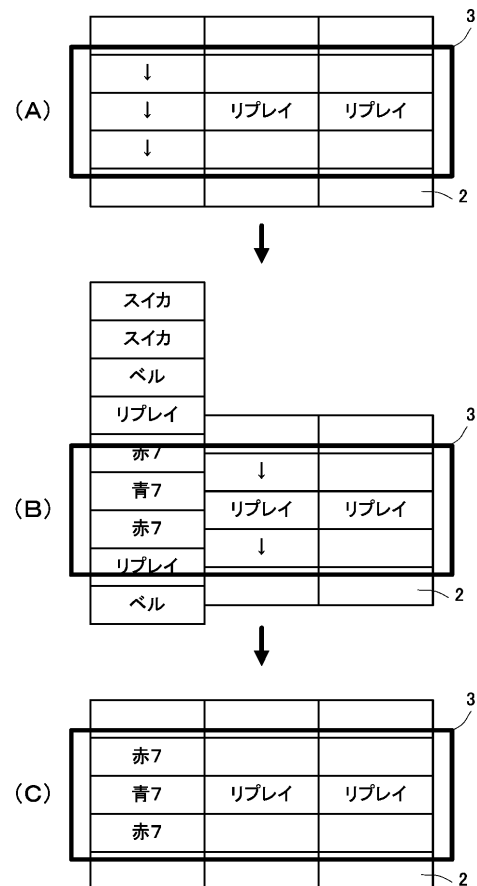 3
↓
(A) ↓ リプレイ リプレイ
↓
2
↓
スイカ
スイカ
ベル
リプレイ
3
赤7
青7 ↓
(B) リプレイ リプレイ
赤7
↓
リプレイ
2
ベル
↓
3
赤7
(C) 青7 リプレイ リプレイ
赤7
2